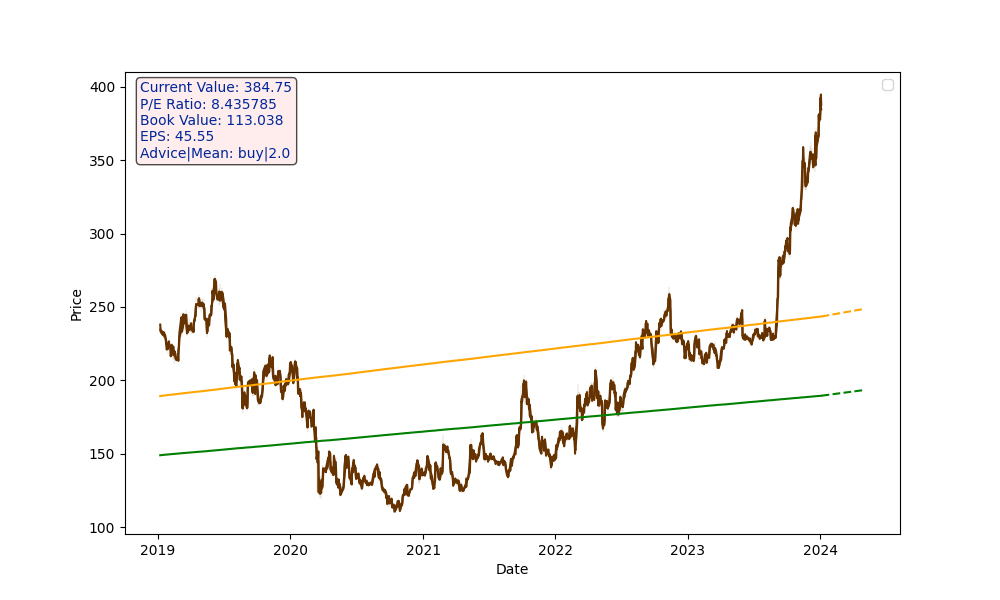 Current Value: 384.75
P/E Ratio: 8.435785
Book Value: 113.038
EPS: 45.55
Advice|Mean: buy|2.0
400
350
300
250
200
150
100
Price
2019 2020 2021 2022 2023 2024
Date